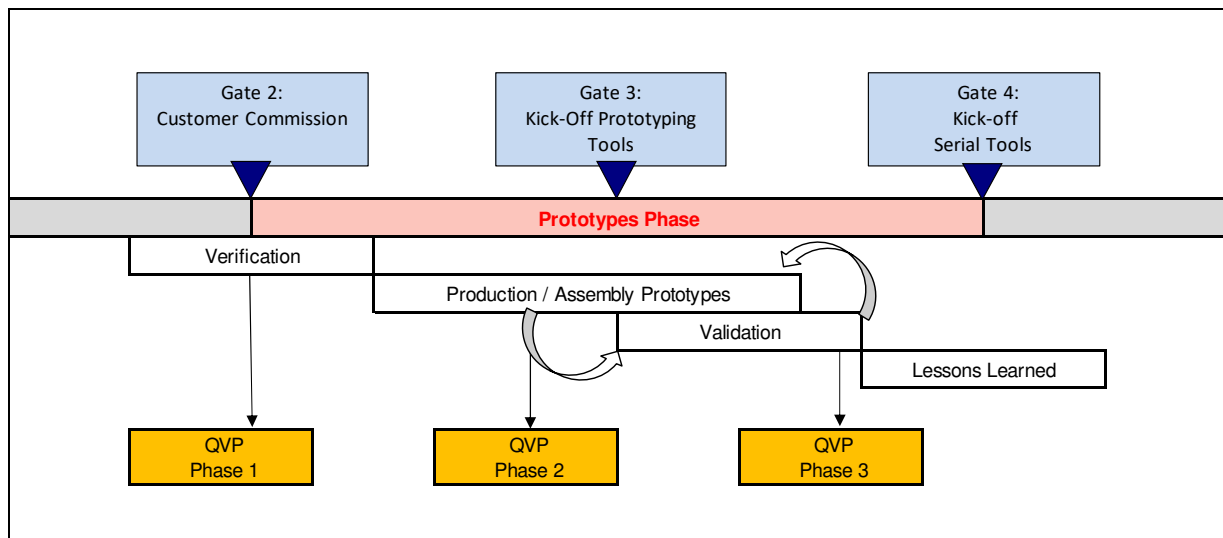 Gate 2:
Customer Commission
Gate 3:
Kick-Off Prototyping
Tools
Gate 4:
Kick-off
Serial Tools
Prototypes Phase
Verification
Production / Assembly Prototypes
Validation
Lessons Learned
QVP
Phase 1
QVP
Phase 2
QVP
Phase 3